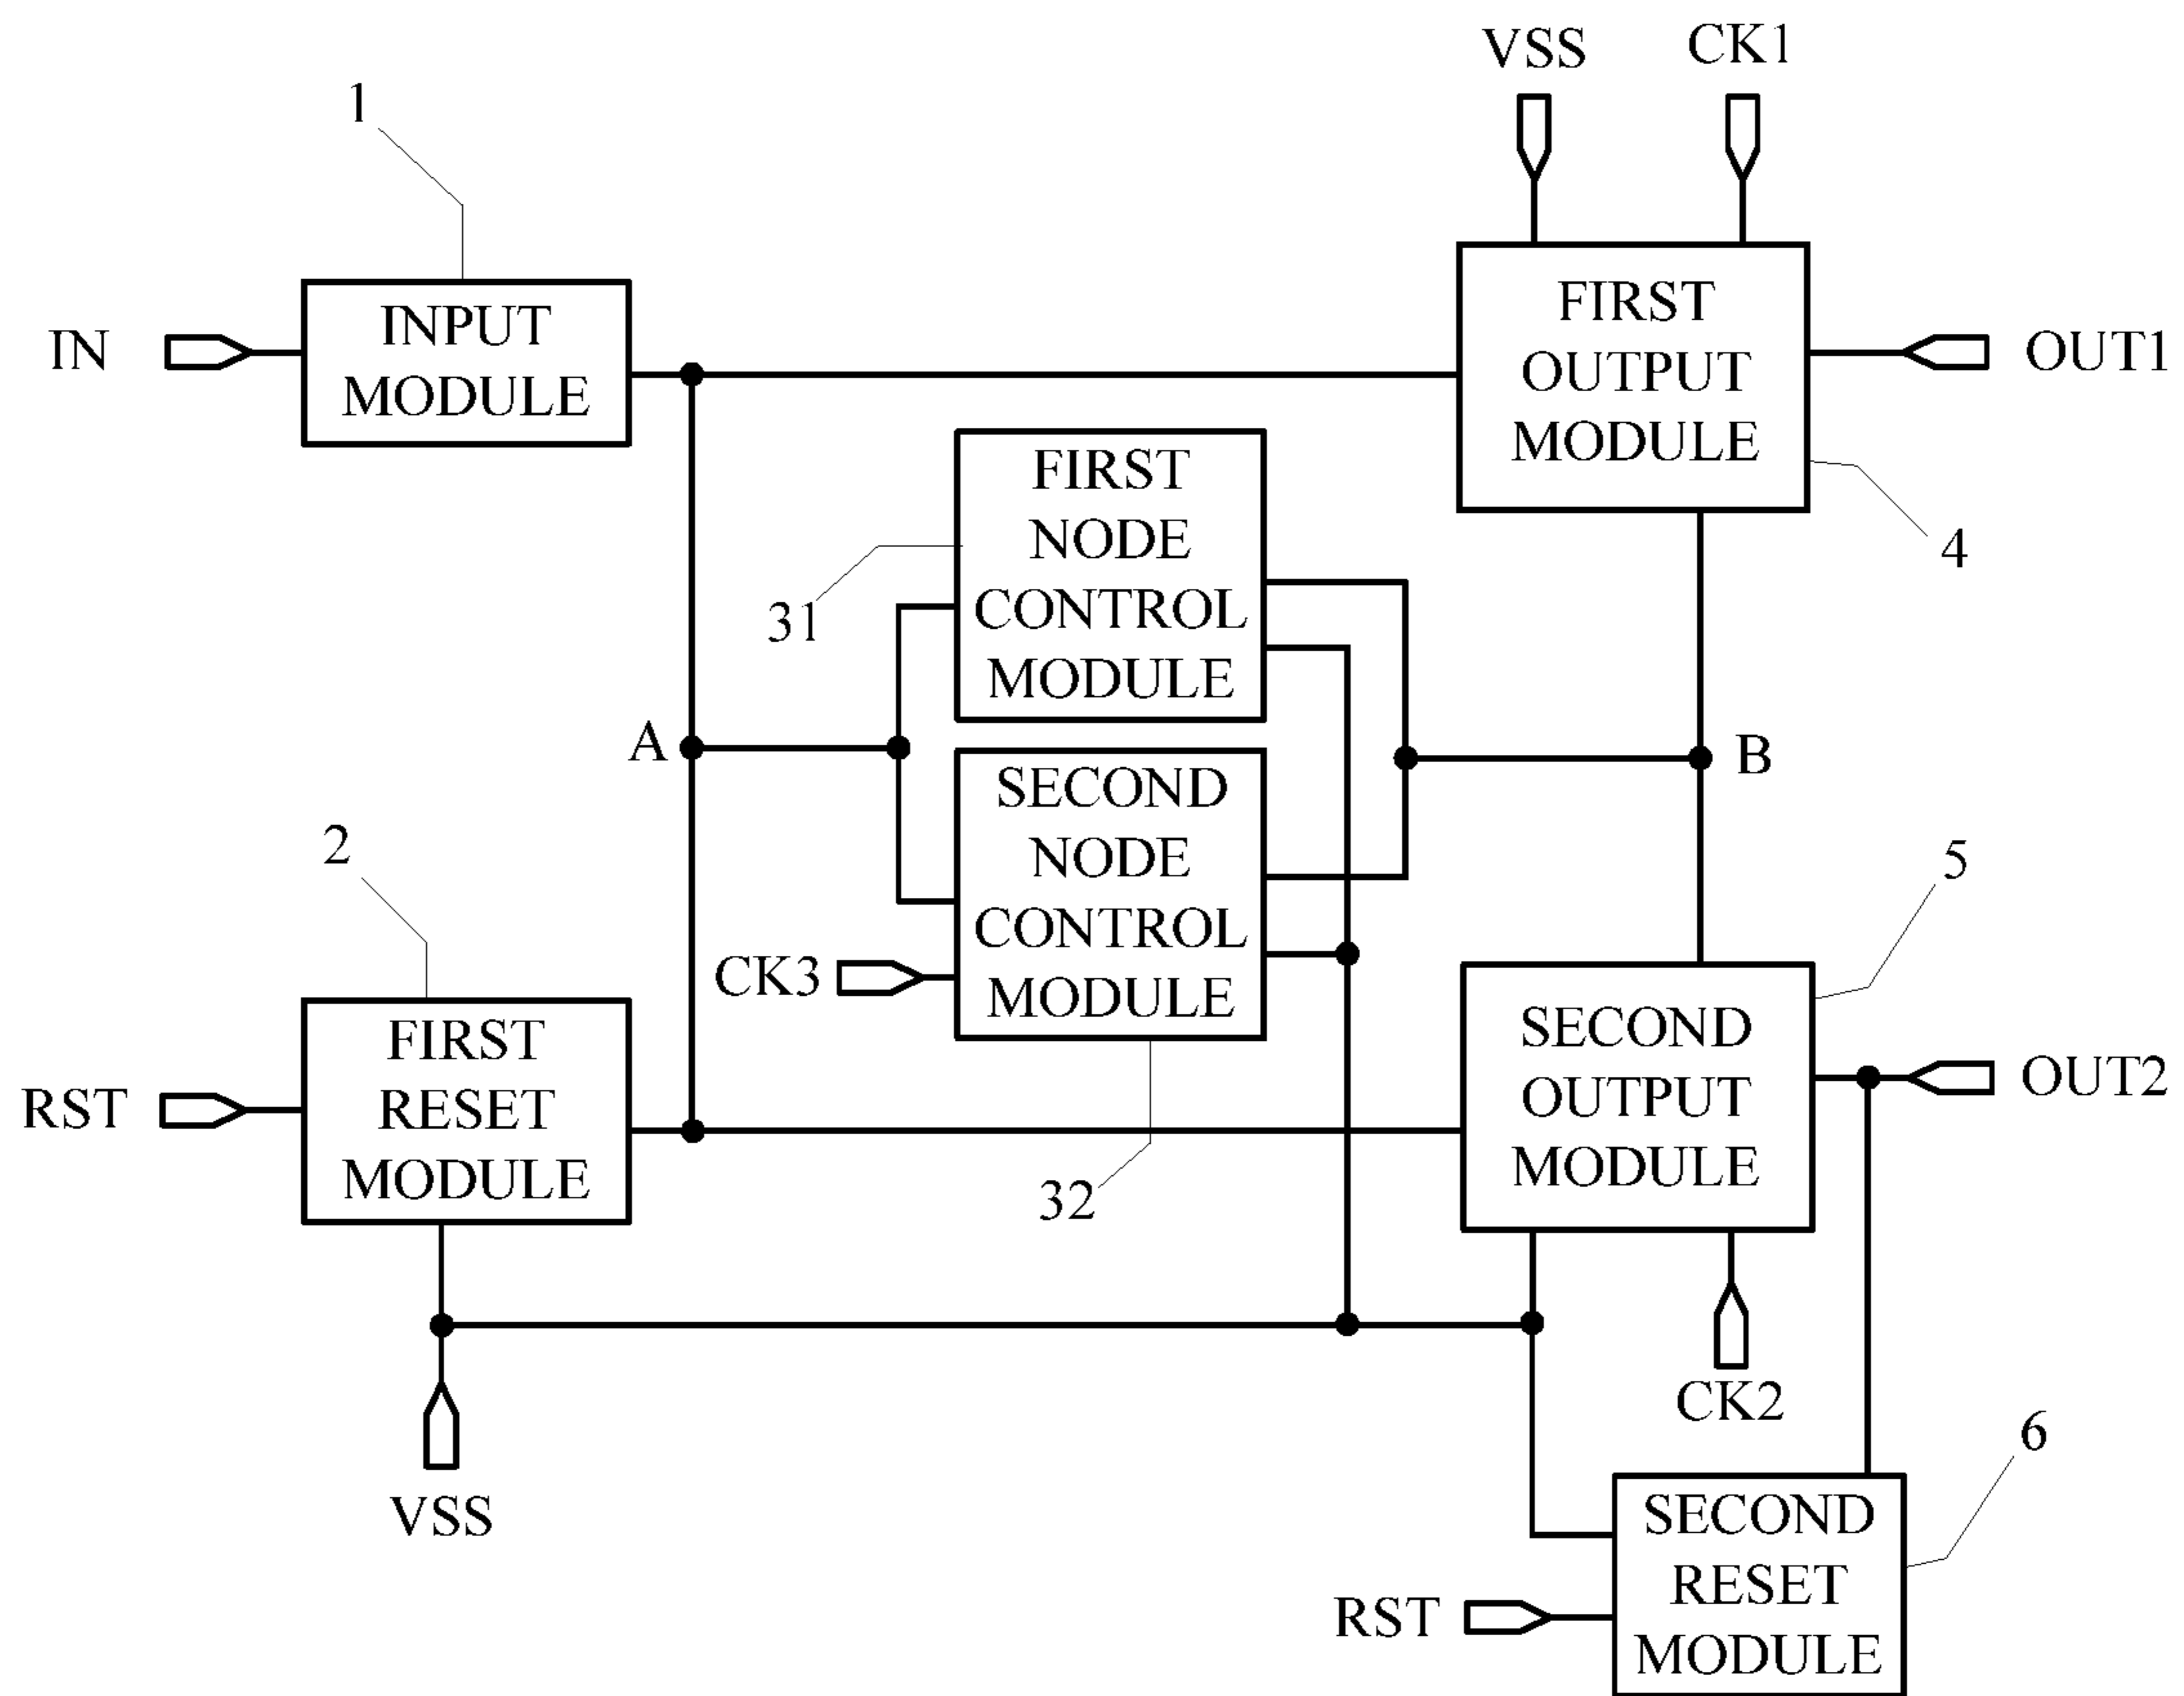 VSS
CK1
1
INPUT
MODULE
IN
FIRST
OUTPUT
MODULE
OUT1
4
FIRST
NODE
CONTROL
MODULE
31
A
B
SECOND
NODE
CONTROL
MODULE
CK3
32
2
FIRST
RESET
MODULE
RST
5
SECOND
OUTPUT
MODULE
OUT2
CK2
VSS
6
SECOND
RESET
MODULE
RST